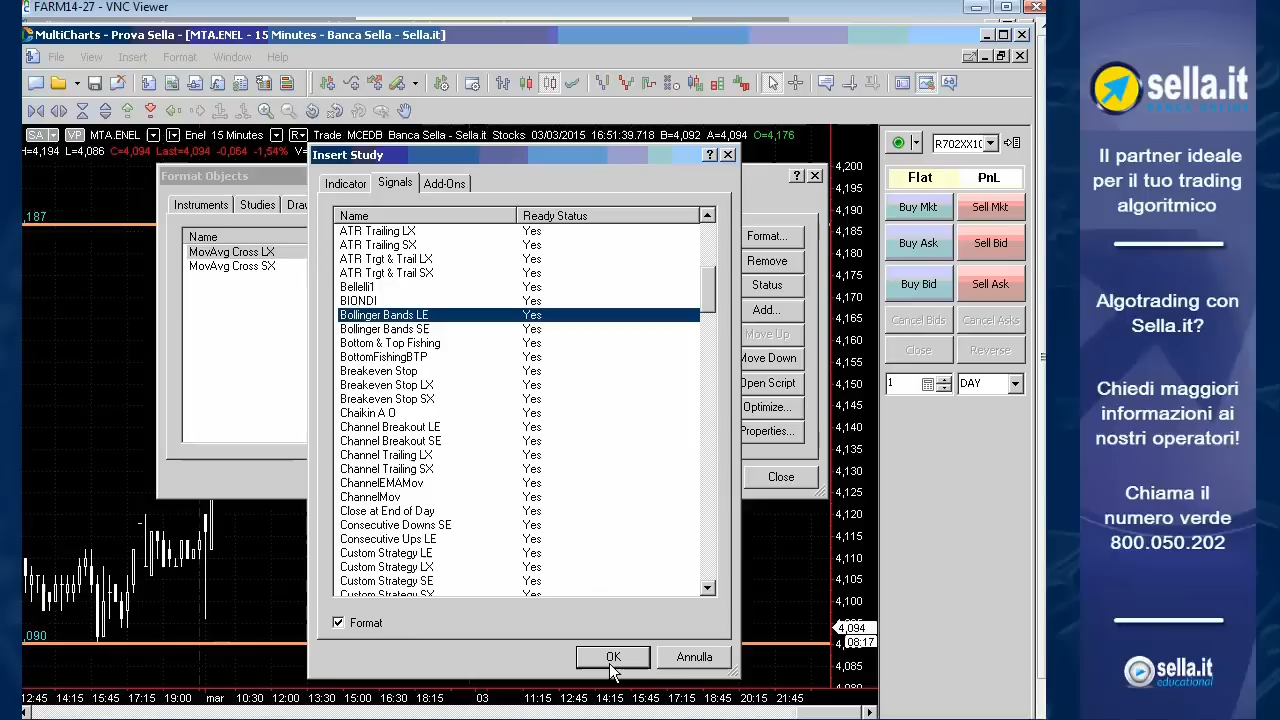 FARM14-27 - VNC Viewer
MultiCharts - Prova Sella - [MTA.ENEL - 15 Minutes - Banca Sella - Sella.it]
File View Insert Format Window Help
SA VP MTA.ENEL Enel 15 Minutes R Trade MCEDB Banca Sella - Sella.it Stocks 03/03/2015 16:51:39.718 B=4,092 A=4,094 O=4,176
H=4,194 L=4,086 C=4,094 Last=4,094 -0,064 -1,54% V=
Format Objects
Instruments Studies Draw
Name
MovAvg Cross LX
MovAvg Cross SX
Format...
Remove
Status
Add...
Move Up
Move Down
Open Script
Optimize...
Properties...
Close
Insert Study
Indicator Signals Add-Ons
Name Ready Status
ATR Trailing LX Yes
ATR Trailing SX Yes
ATR Trgt & Trail LX Yes
ATR Trgt & Trail SX Yes
Bellelli1 Yes
BIONDI Yes
Bollinger Bands LE Yes
Bollinger Bands SE Yes
Bottom & Top Fishing Yes
BottomFishingBTP Yes
Breakeven Stop Yes
Breakeven Stop LX Yes
Breakeven Stop SX Yes
Chaikin A O Yes
Channel Breakout LE Yes
Channel Breakout SE Yes
Channel Trailing LX Yes
Channel Trailing SX Yes
ChannelEMAMov Yes
ChannelMov Yes
Close at End of Day Yes
Consecutive Downs SE Yes
Consecutive Ups LE Yes
Custom Strategy LE Yes
Custom Strategy LX Yes
Custom Strategy SE Yes
Custom Strategy SX Yes
Format
OK Annulla
,187
,090
4,200
4,195
4,190
4,185
4,180
4,175
4,170
4,165
4,160
4,155
4,150
4,145
4,140
4,135
4,130
4,125
4,120
4,115
4,110
4,105
4,100
4,094
08:17
4,085
4,080
12:45 14:15 17:45 19:00 mar 10:30 12:00 03 11:15 12:45 14:15 15:45 17:15 18:45 20:15 21:45
R702XX1(
Flat PnL
Buy Mkt Sell Mkt
Buy Ask Sell Bid
Buy Bid Sell Ask
Cancel Bids Cancel Asks
Close Reverse
1 DAY
sella.it
BANCA ONLINE
Il partner ideale
per il tuo trading
algoritmico
Algotrading con
Sella.it?
Chiedi maggiori
informazioni ai
nostri operatori!
Chiama il
numero verde
800.050.202
sella.it
educational